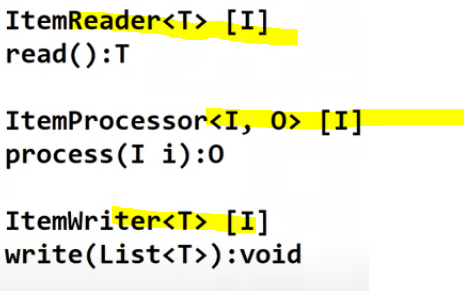 ItemReader<T> [I]
read():T
ItemProcessor<I, O> [I]
process(I i):O
ItemWriter<T> [I]
write(List<T>):void